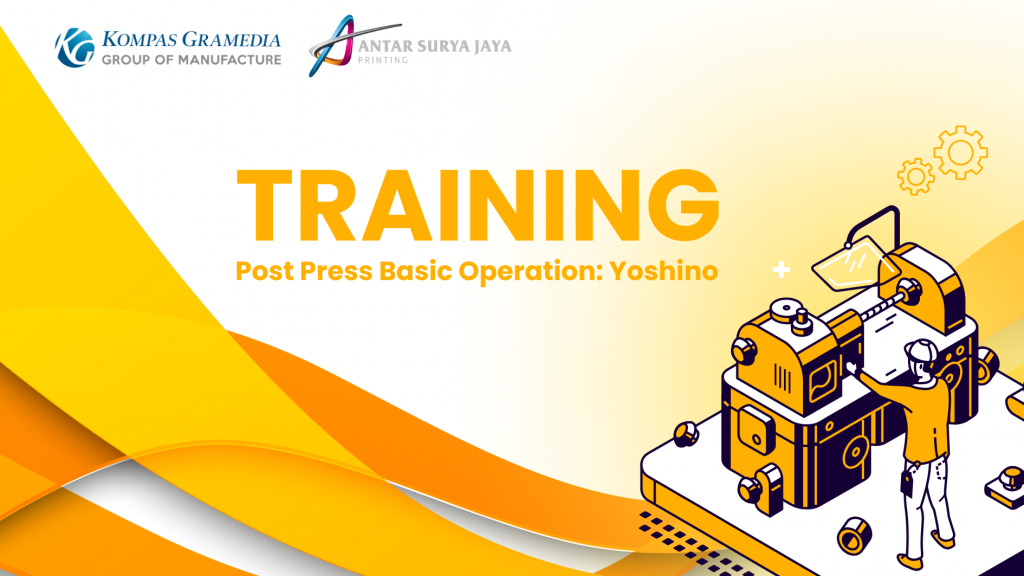 KOMPAS GRAMEDIA
GROUP OF MANUFACTURE
ANTAR SURYA JAYA
PRINTING
TRAINING
Post Press Basic Operation: Yoshino